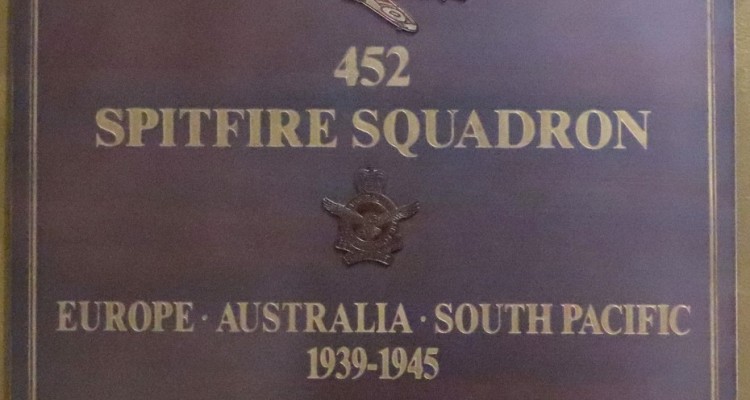 452
SPITFIRE SQUADRON
EUROPE · AUSTRALIA · SOUTH PACIFIC
1939-1945